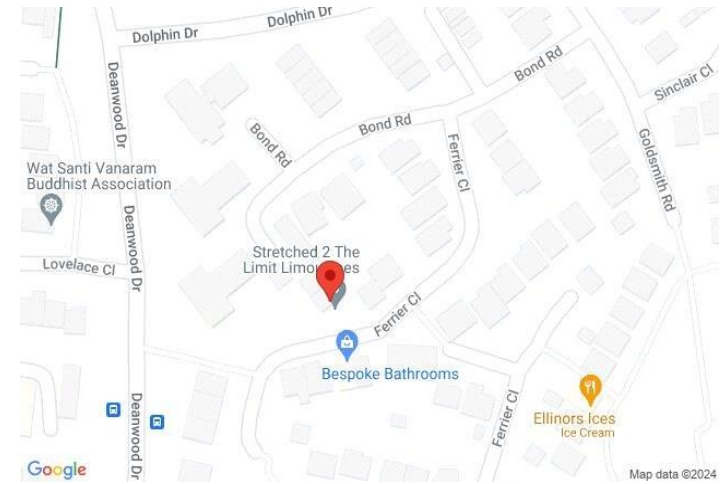 Dolphin Dr
Dolphin Dr
Deanwood Dr
Bond Rd
Sinclair Cl
Bond Rd
Bond Rd
Ferrier Cl
Goldsmith Rd
Wat Santi Vanaram
Buddhist Association
Deanwood Dr
Lovelace Cl
Stretched 2 The
Limit
Ferrier Cl
Bespoke Bathrooms
Deanwood Dr
Ferrier Cl
Ellinors Ices
Ice Cream
Google
Map data ©2024